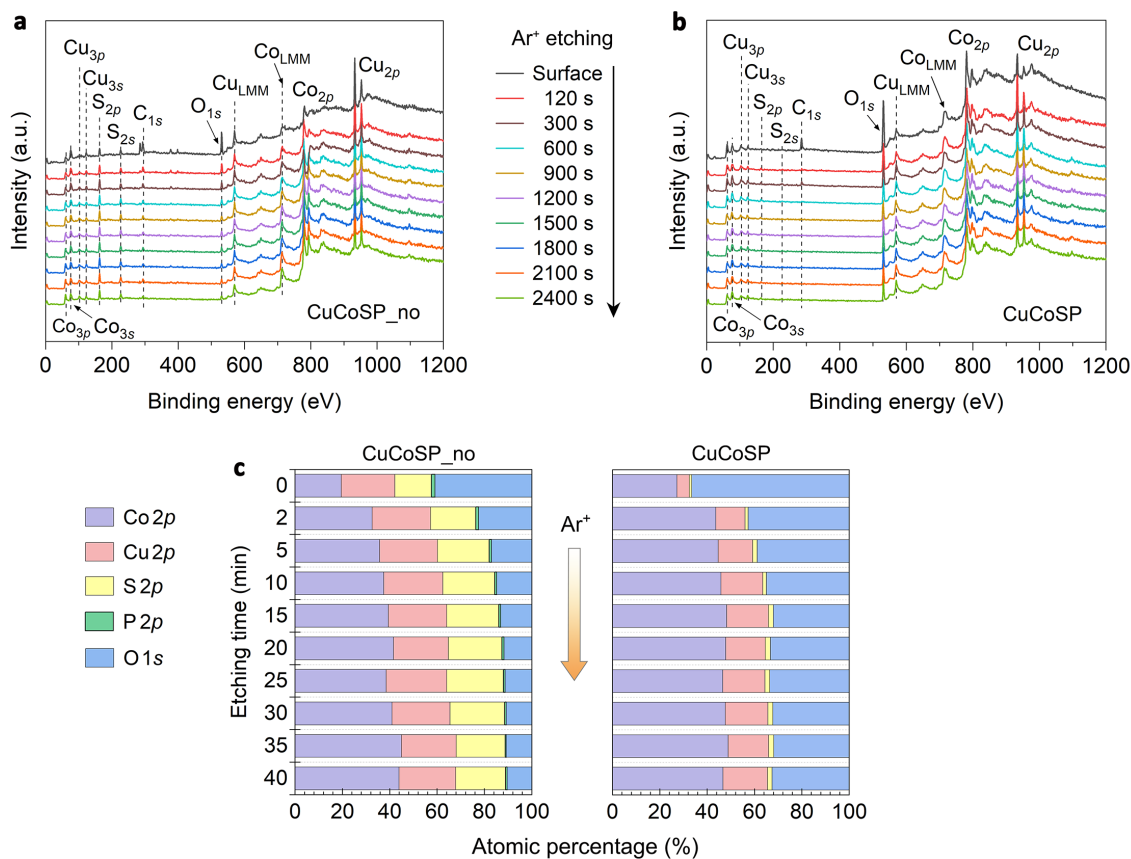 a
Cu3p
Cu3s
S2p
S2s
C1s
O1s
CuLMM
CoLMM
Co2p
Cu2p
Co3p
Co3s
CuCoSP_no
Intensity (a.u.)
0 200 400 600 800 1000 1200
Binding energy (eV)
Ar+ etching
Surface
120 s
300 s
600 s
900 s
1200 s
1500 s
1800 s
2100 s
2400 s
b
Cu3p
Cu3s
S2p
S2s
C1s
O1s
CuLMM
CoLMM
Co2p
Cu2p
Co3p
Co3s
CuCoSP
Intensity (a.u.)
0 200 400 600 800 1000 1200
Binding energy (eV)
c
CuCoSP_no
CuCoSP
Co 2p
Cu 2p
S 2p
P 2p
O 1s
Etching time (min)
0
2
5
10
15
20
25
30
35
40
Ar+
0 20 40 60 80 100
0 20 40 60 80 100
Atomic percentage (%)